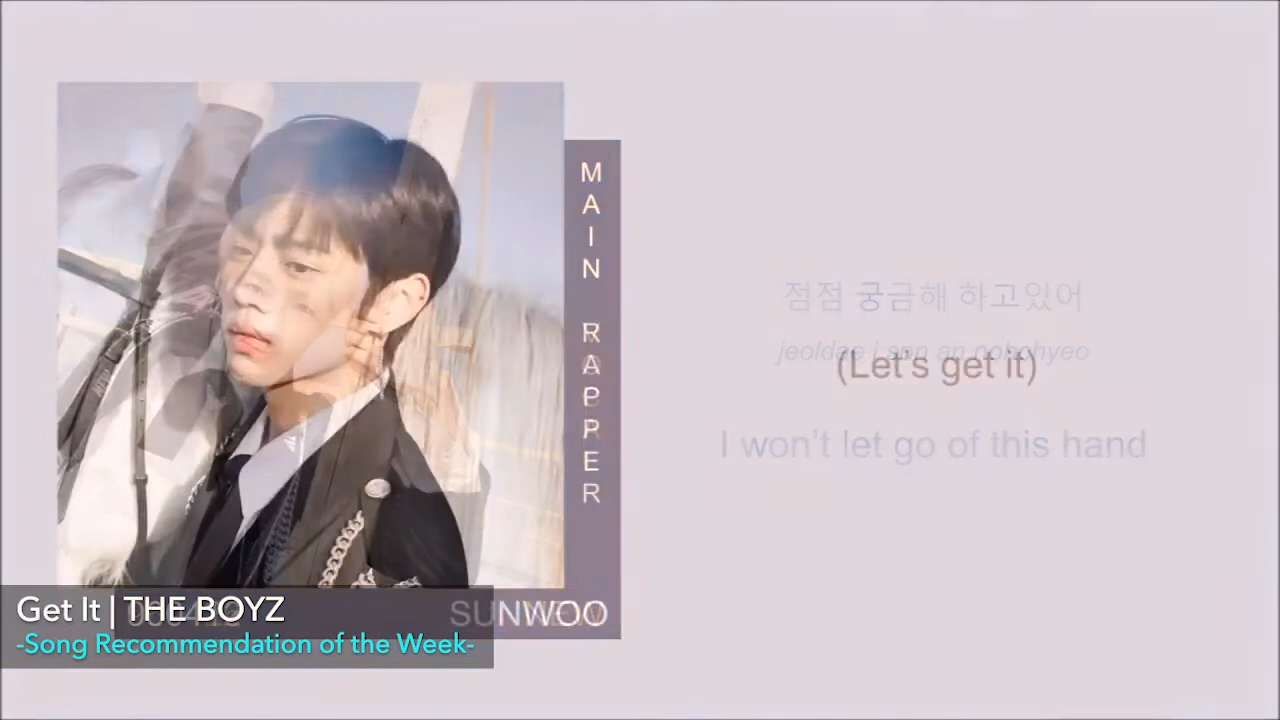 MAIN RAPPER
점점 궁금해 하고있어
(Let's get it)
I won't let go of this hand
SUNWOO
Get It | THE BOYZ
-Song Recommendation of the Week-